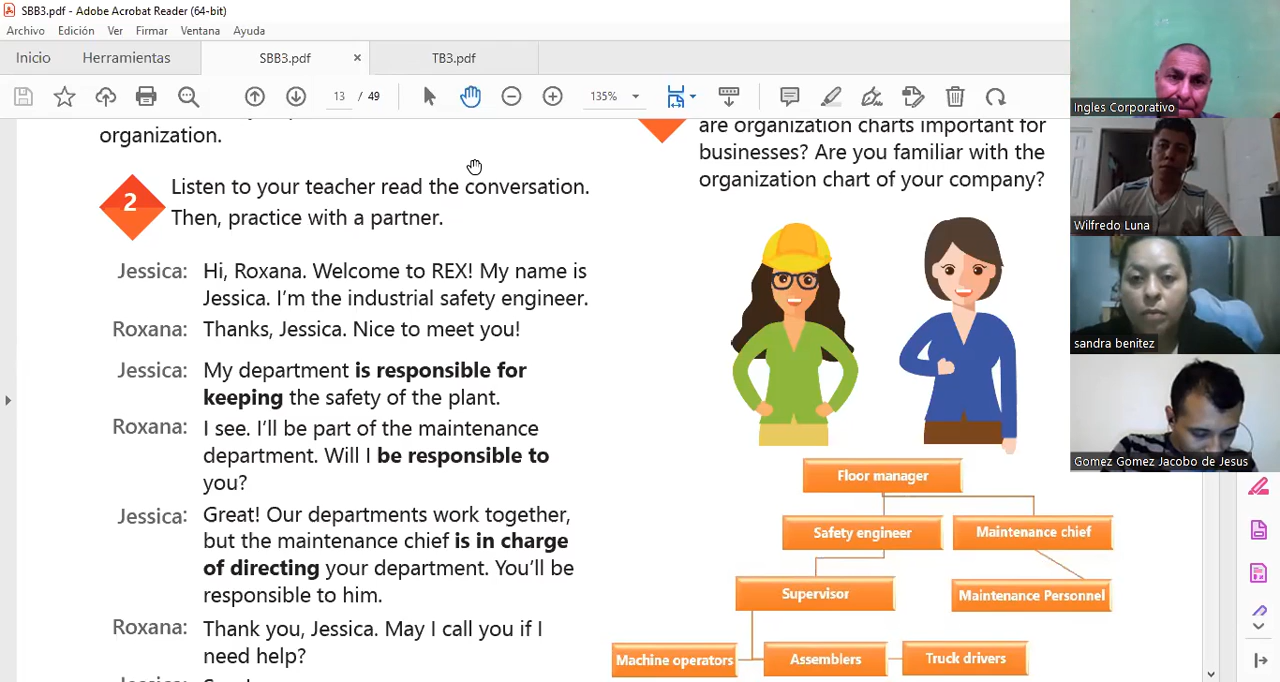 SBB3.pdf - Adobe Acrobat Reader (64-bit)
Archivo Edición Ver Firmar Ventana Ayuda
Inicio Herramientas SBB3.pdf × TB3.pdf
13 / 49 135%
organization.
2
Listen to your teacher read the conversation.
Then, practice with a partner.
Jessica: Hi, Roxana. Welcome to REX! My name is
Jessica. I'm the industrial safety engineer.
Roxana: Thanks, Jessica. Nice to meet you!
Jessica: My department is responsible for
keeping the safety of the plant.
Roxana: I see. I'll be part of the maintenance
department. Will I be responsible to
you?
Jessica: Great! Our departments work together,
but the maintenance chief is in charge
of directing your department. You'll be
responsible to him.
Roxana: Thank you, Jessica. May I call you if I
need help?
are organization charts important for
businesses? Are you familiar with the
organization chart of your company?
Floor manager
Safety engineer Maintenance chief
Supervisor Maintenance Personnel
Machine operators Assemblers Truck drivers
Ingles Corporativo
Wilfredo Luna
sandra benitez
Gomez Gomez Jacobo de Jesus